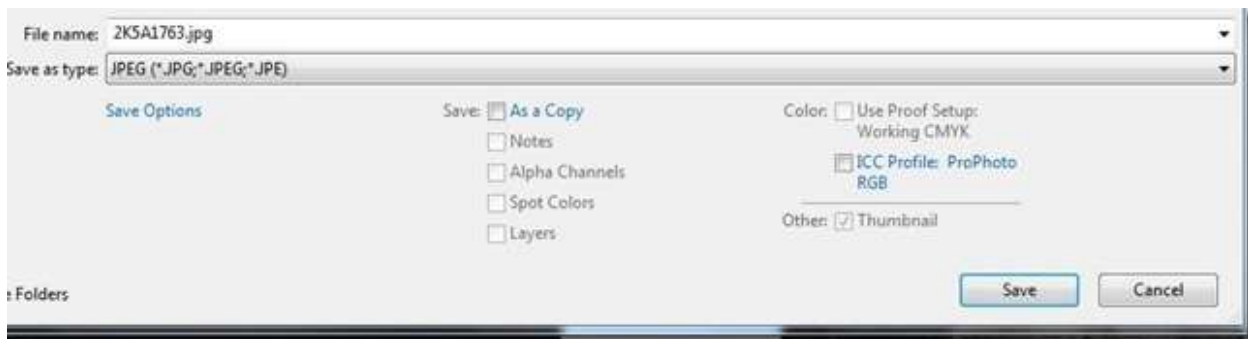 File name: 2K5A1763.jpg
Save as type: JPEG (*.JPG;*.JPEG;*.JPE)
Save Options
Save: As a Copy
Notes
Alpha Channels
Spot Colors
Layers
Color: Use Proof Setup:
Working CMYK
ICC Profile: ProPhoto
RGB
Other: Thumbnail
Folders
Save Cancel